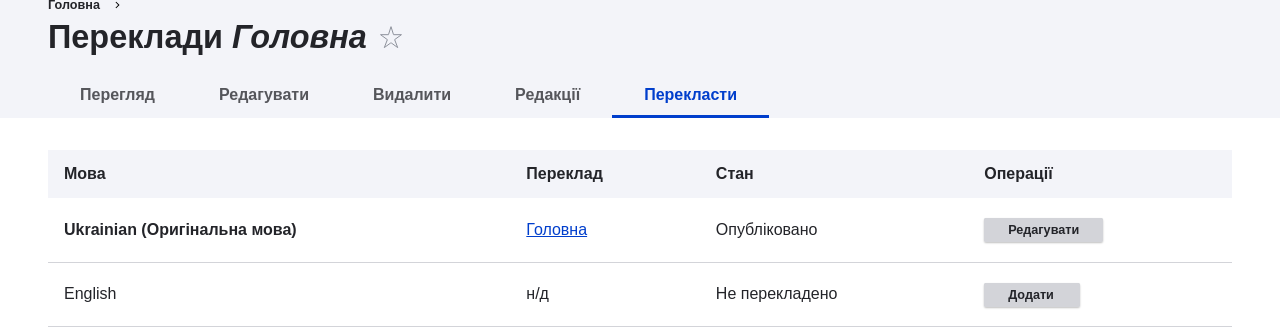 Головна ›
Переклади Головна ☆
Перегляд Редагувати Видалити Редакції Перекласти
Мова Переклад Стан Операції
Ukrainian (Оригінальна мова) Головна Опубліковано Редагувати
English н/д Не перекладено Додати